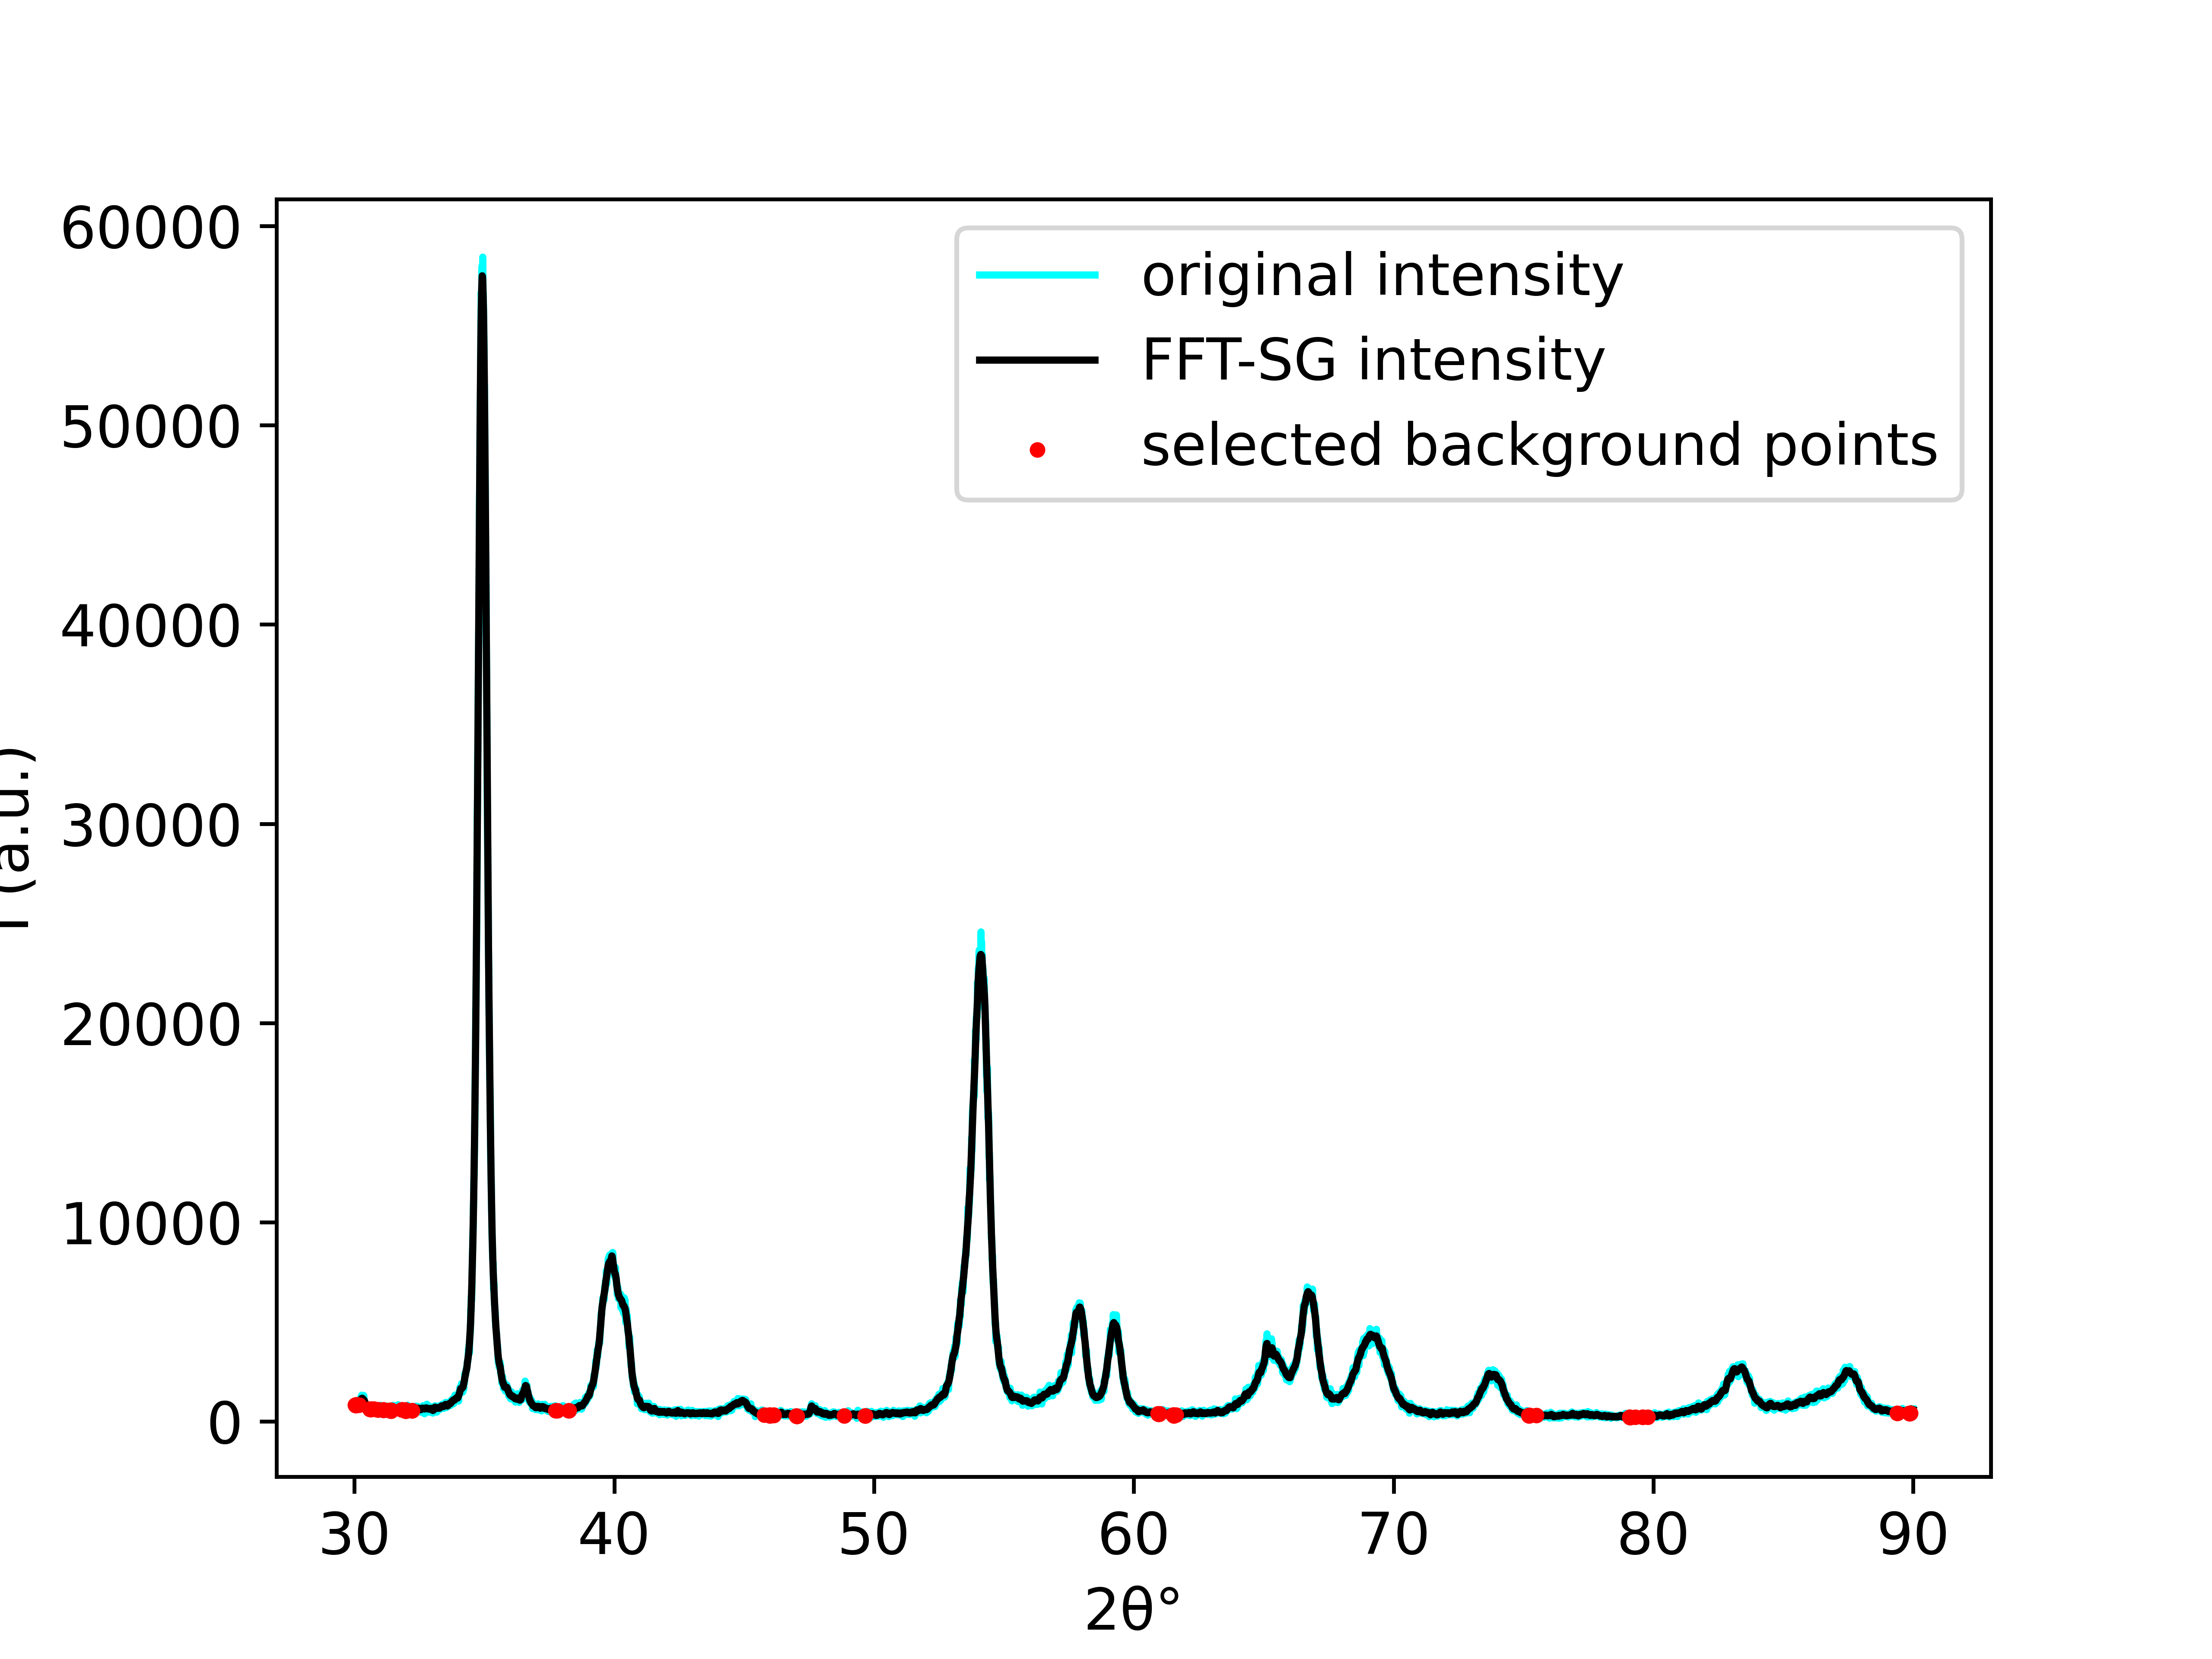 60000
50000
40000
30000
20000
10000
0
I (a.u.)
original intensity
FFT-SG intensity
selected background points
30 40 50 60 70 80 90
2θ°